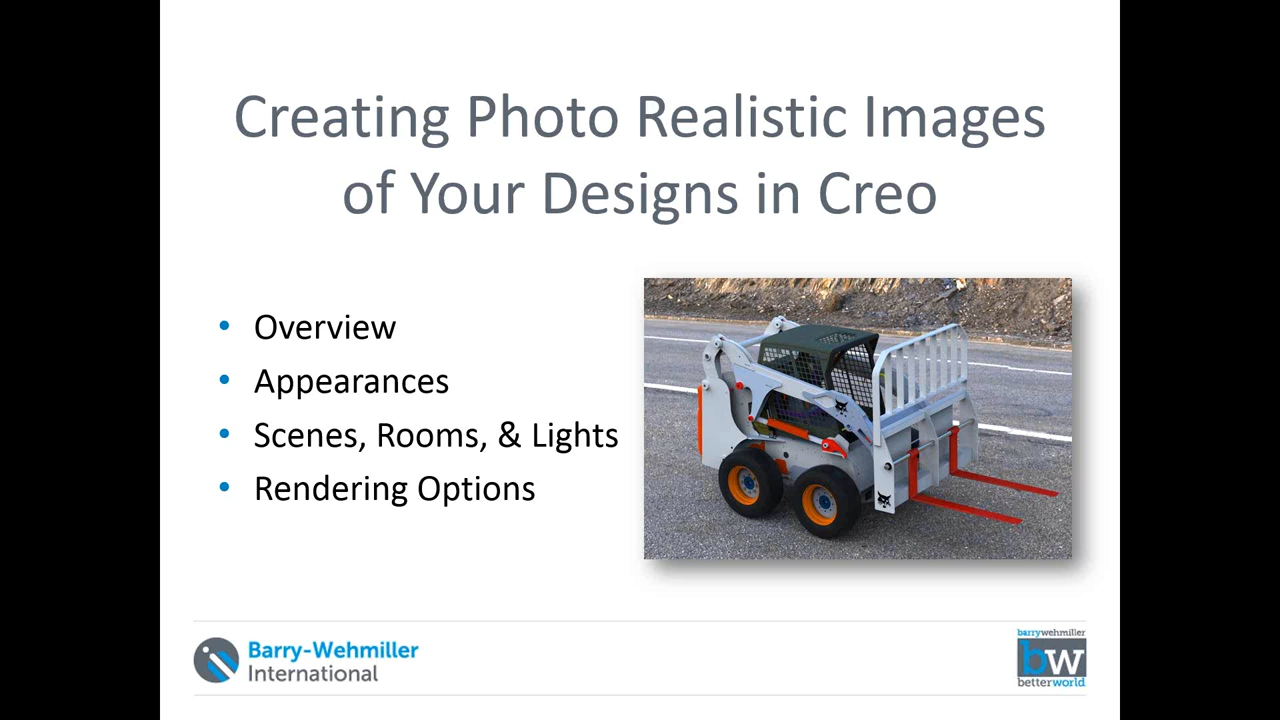 Creating Photo Realistic Images
of Your Designs in Creo
• Overview
• Appearances
• Scenes, Rooms, & Lights
• Rendering Options
Barry-Wehmiller
International
barrywehmiller
bw
betterworld